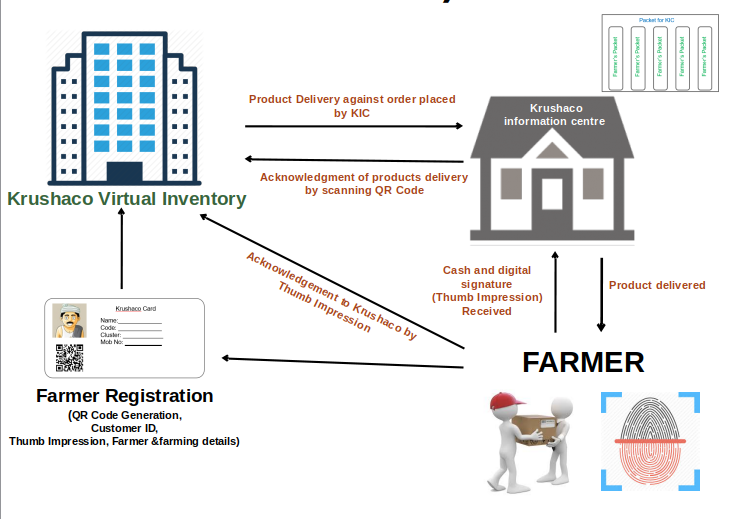 Packet for KIC
Farmer's Packet
Farmer's Packet
Farmer's Packet
Farmer's Packet
Farmer's Packet
Krushaco
information centre
Product Delivery against order placed
by KIC
Acknowledgment of products delivery
by scanning QR Code
Krushaco Virtual Inventory
Acknowledgement to Krushaco by
Thumb Impression
Cash and digital
signature
(Thumb Impression)
Received
Product delivered
Krushaco Card
Name:
Code:
Cluster:
Mob No:
FARMER
Farmer Registration
(QR Code Generation,
Customer ID,
Thumb Impression, Farmer &farming details)